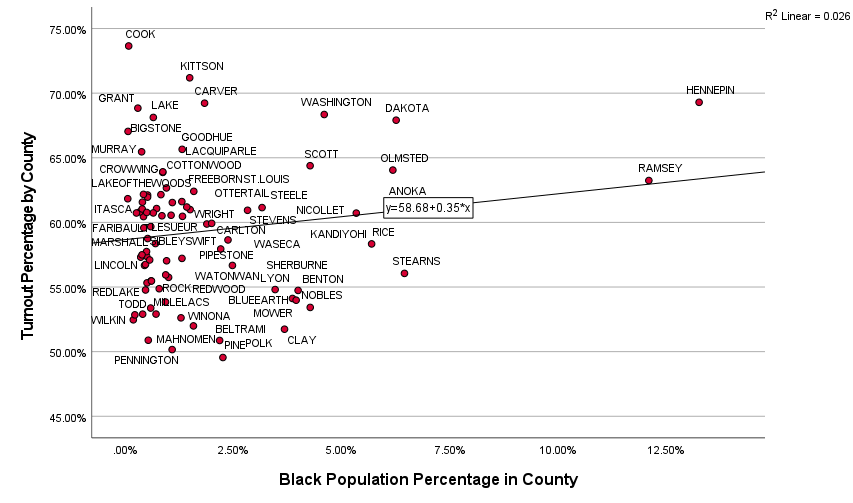 R2 Linear = 0.026
75.00%
COOK
KITTSON
70.00%
CARVER
HENNEPIN
GRANT
LAKE
WASHINGTON
DAKOTA
BIGSTONE
GOODHUE
MURRAY
LACQUIPARLE
65.00%
SCOTT
OLMSTED
CROWWING
COTTONWOOD
RAMSEY
LAKEOFTHEWOODS
FREEBORN
ST.LOUIS
OTTERTAIL
STEELE
ANOKA
ITASCA
WRIGHT
NICOLLET
y=58.68+0.35*x
60.00%
STEVENS
FARIBAULT
LESUEUR
CARLTON
KANDIYOHI
RICE
MARSHALL
SIBLEY
SWIFT
WASECA
PIPESTONE
LINCOLN
SHERBURNE
STEARNS
WATONWAN
LYON
BENTON
55.00%
REDLAKE
ROCK
REDWOOD
NOBLES
TODD
MILLELACS
BLUEEARTH
WILKIN
WINONA
MOWER
BELTRAMI
MAHNOMEN
PINE
POLK
CLAY
50.00%
PENNINGTON
45.00%
.00%
2.50%
5.00%
7.50%
10.00%
12.50%
Turnout Percentage by County
Black Population Percentage in County